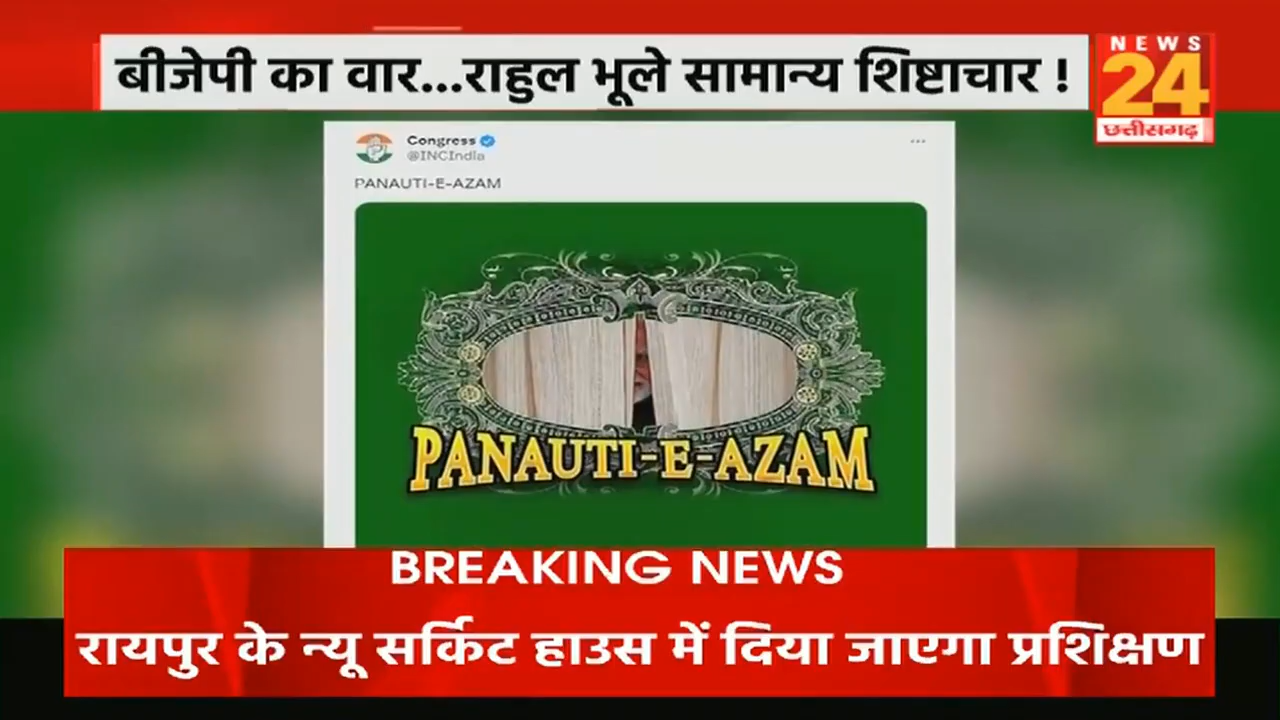 बीजेपी का वार...राहुल भूले सामान्य शिष्टाचार !
NEWS
24
छत्तीसगढ़
Congress
@INCIndia
PANAUTI-E-AZAM
PANAUTI-E-AZAM
BREAKING NEWS
रायपुर के न्यू सर्किट हाउस में दिया जाएगा प्रशिक्षण